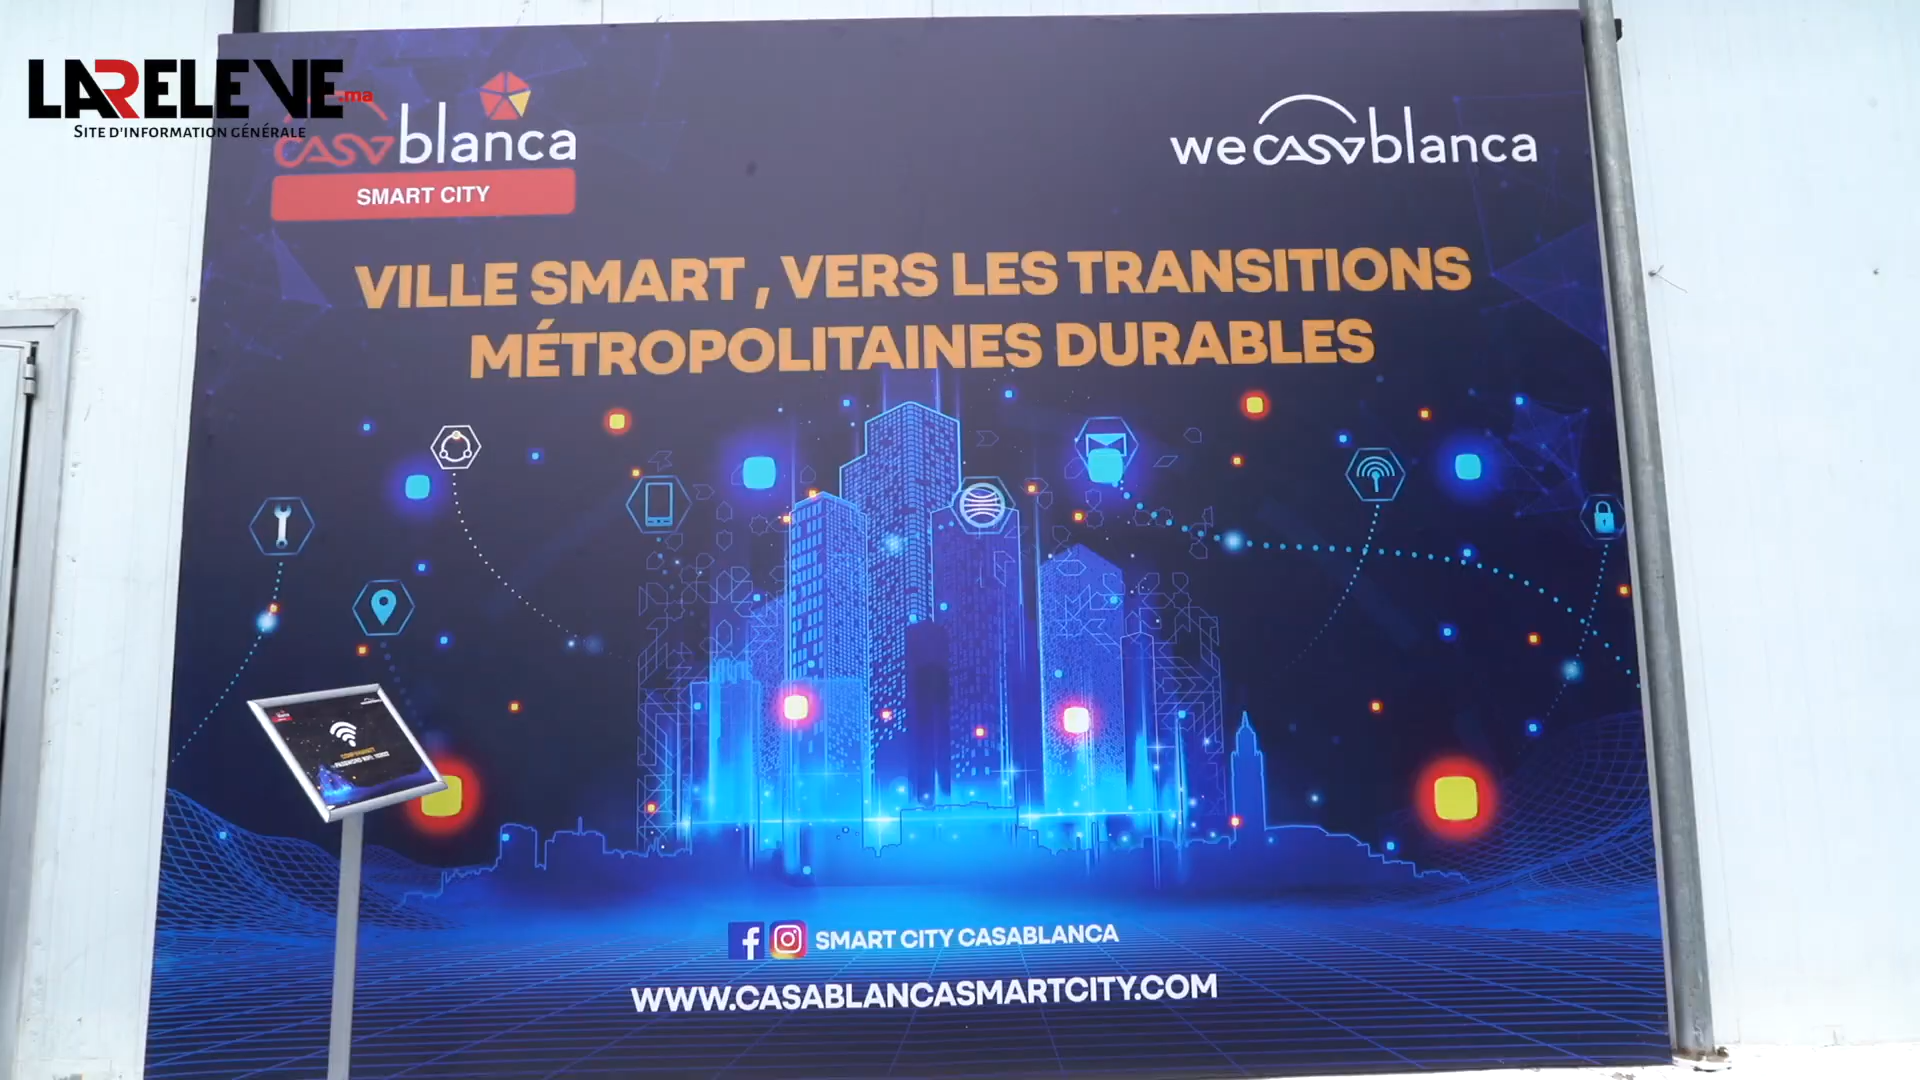 LARELEVE.ma
SITE D'INFORMATION GÉNÉRALE
casablanca
SMART CITY
wecasablanca
VILLE SMART , VERS LES TRANSITIONS
MÉTROPOLITAINES DURABLES
SMART CITY CASABLANCA
WWW.CASABLANCASMARTCITY.COM